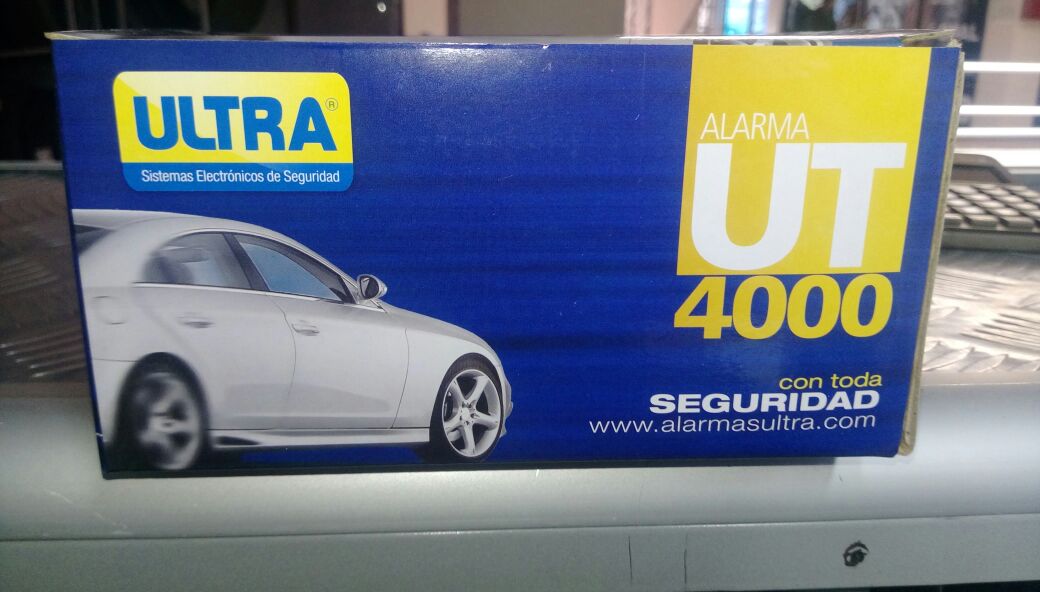 ULTRA®
Sistemas Electrónicos de Seguridad
ALARMA
UT
4000
con toda
SEGURIDAD
www.alarmasultra.com